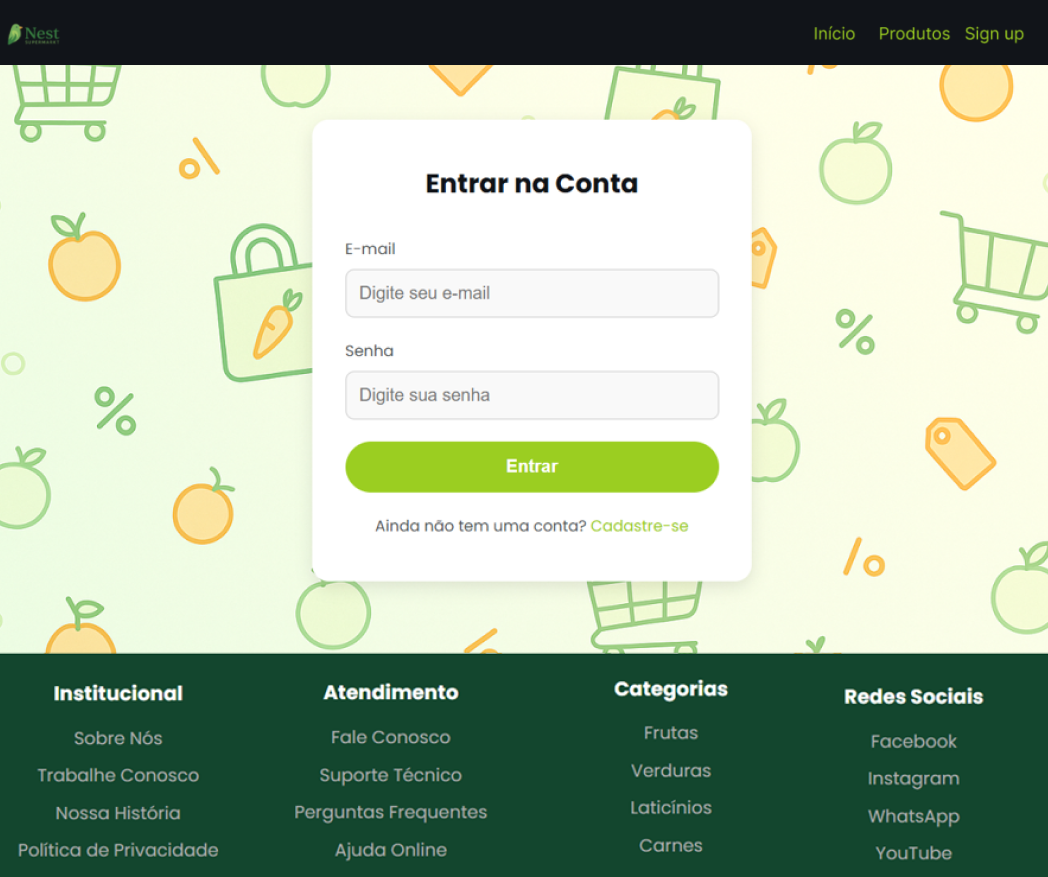 Nest
SUPERMARKET
Início Produtos Sign up
Entrar na Conta
E-mail
Digite seu e-mail
Senha
Digite sua senha
Entrar
Ainda não tem uma conta? Cadastre-se
Institucional
Sobre Nós
Trabalhe Conosco
Nossa História
Política de Privacidade
Atendimento
Fale Conosco
Suporte Técnico
Perguntas Frequentes
Ajuda Online
Categorias
Frutas
Verduras
Laticínios
Carnes
Redes Sociais
Facebook
Instagram
WhatsApp
YouTube